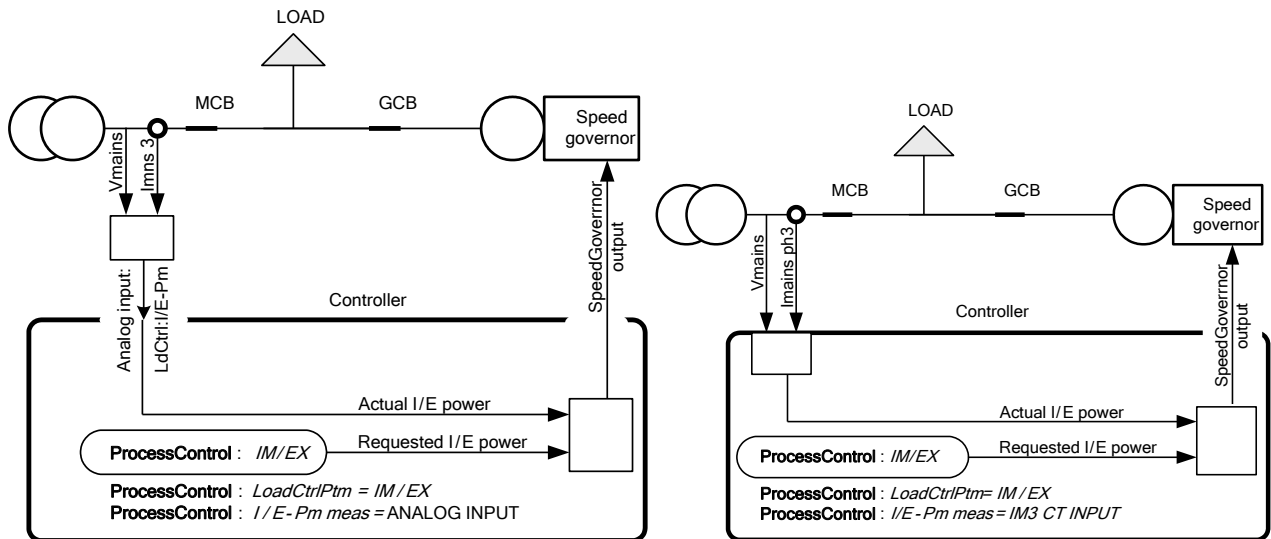 LOAD
MCB
GCB
Speed
governor
Vmains
Imns 3
Analog input:
LdCtrl:I/E-Pm
SpeedGoverrnor
output
Controller
Actual I/E power
ProcessControl : IM/EX
Requested I/E power
ProcessControl : LoadCtrlPtm = IM / EX
ProcessControl : I / E - Pm meas = ANALOG INPUT
LOAD
MCB
GCB
Speed
governor
Vmains
Imains ph3
SpeedGoverrnor
output
Controller
Actual I/E power
ProcessControl : IM/EX
Requested I/E power
ProcessControl : LoadCtrlPtm= IM / EX
ProcessControl : I/E-Pm meas = IM3 CT INPUT